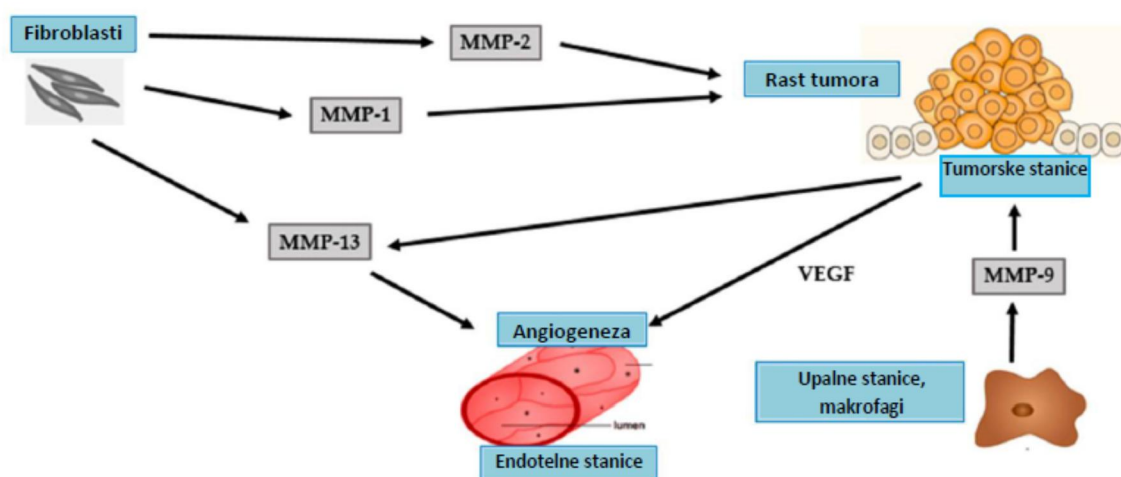 Fibroblasti
MMP-2
Rast tumora
MMP-1
Tumorske stanice
MMP-13
VEGF
MMP-9
Angiogeneza
Upalne stanice,
makrofagi
lumen
Endotelne stanice